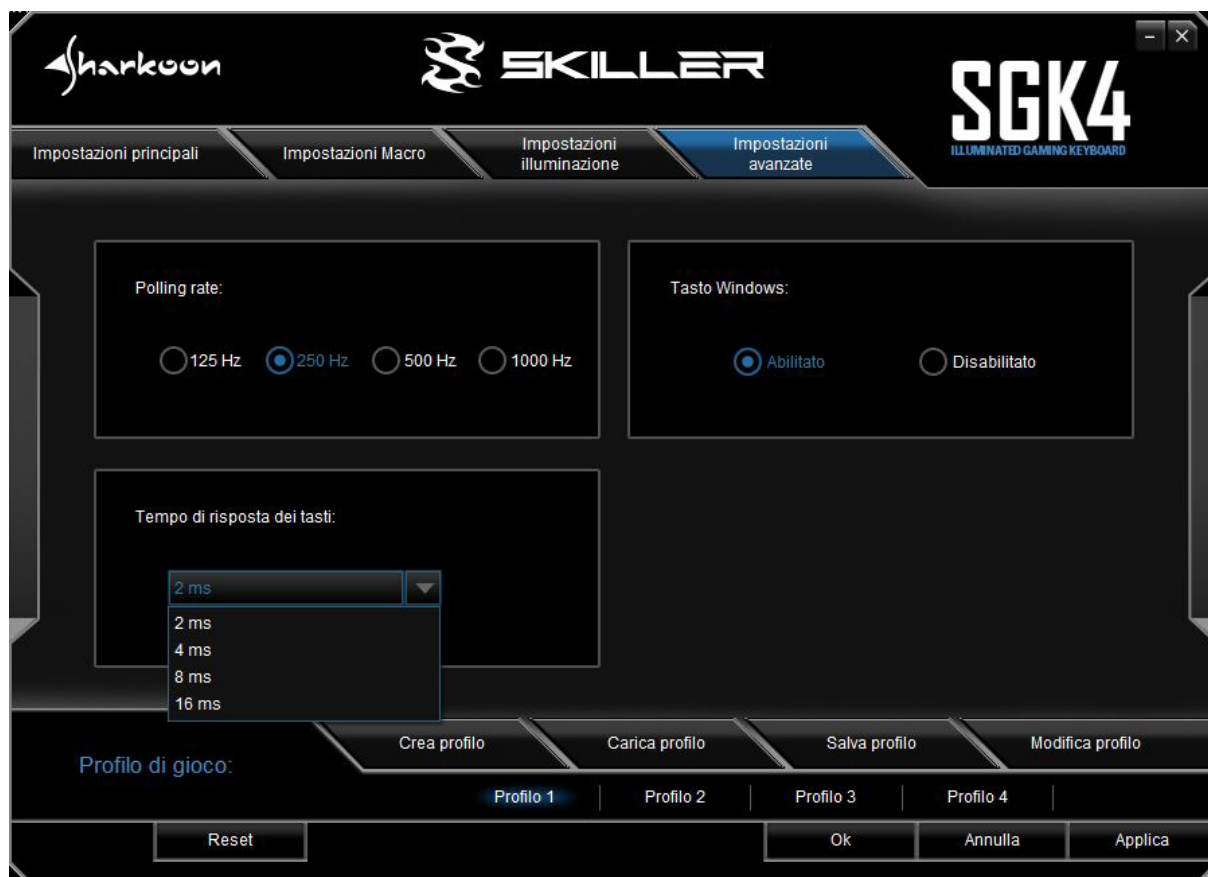 Sharkoon
SKILLER
SGK4
ILLUMINATED GAMING KEYBOARD
Impostazioni principali
Impostazioni Macro
Impostazioni
illuminazione
Impostazioni
avanzate
Polling rate:
125 Hz 250 Hz 500 Hz 1000 Hz
Tasto Windows:
Abilitato Disabilitato
Tempo di risposta dei tasti:
2 ms
2 ms
4 ms
8 ms
16 ms
Profilo di gioco:
Crea profilo Carica profilo Salva profilo Modifica profilo
Profilo 1 Profilo 2 Profilo 3 Profilo 4
Reset Ok Annulla Applica